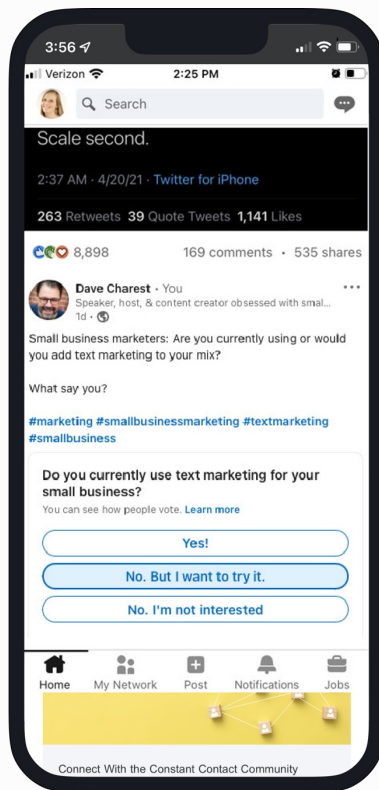 3:56
Verizon 2:25 PM
Search
Scale second.
2:37 AM · 4/20/21 · Twitter for iPhone
263 Retweets 39 Quote Tweets 1,141 Likes
8,898 169 comments • 535 shares
Dave Charest • You
Speaker, host, & content creator obsessed with smal...
1d •
Small business marketers: Are you currently using or would
you add text marketing to your mix?
What say you?
#marketing #smallbusinessmarketing #textmarketing
#smallbusiness
Do you currently use text marketing for your
small business?
You can see how people vote. Learn more
Yes!
No. But I want to try it.
No. I'm not interested
Home My Network Post Notifications Jobs
Connect With the Constant Contact Community